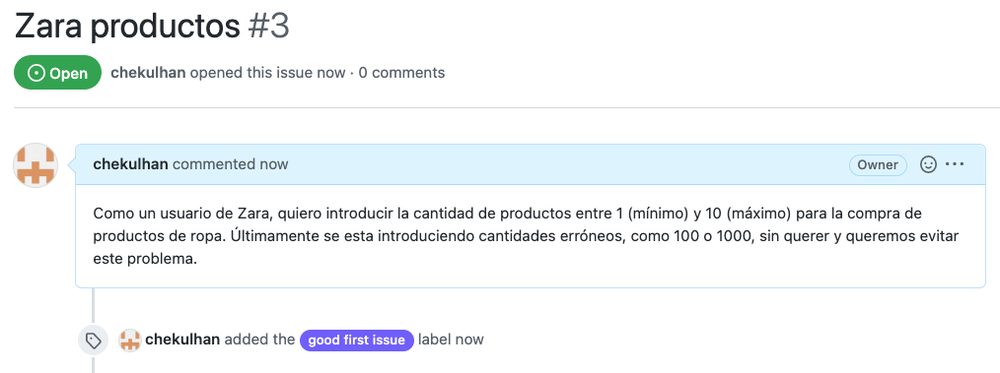 Zara productos #3
Open chekulhan opened this issue now · 0 comments
chekulhan commented now Owner
Como un usuario de Zara, quiero introducir la cantidad de productos entre 1 (mínimo) y 10 (máximo) para la compra de
productos de ropa. Últimamente se esta introduciendo cantidades erróneos, como 100 o 1000, sin querer y queremos evitar
este problema.
chekulhan added the good first issue label now